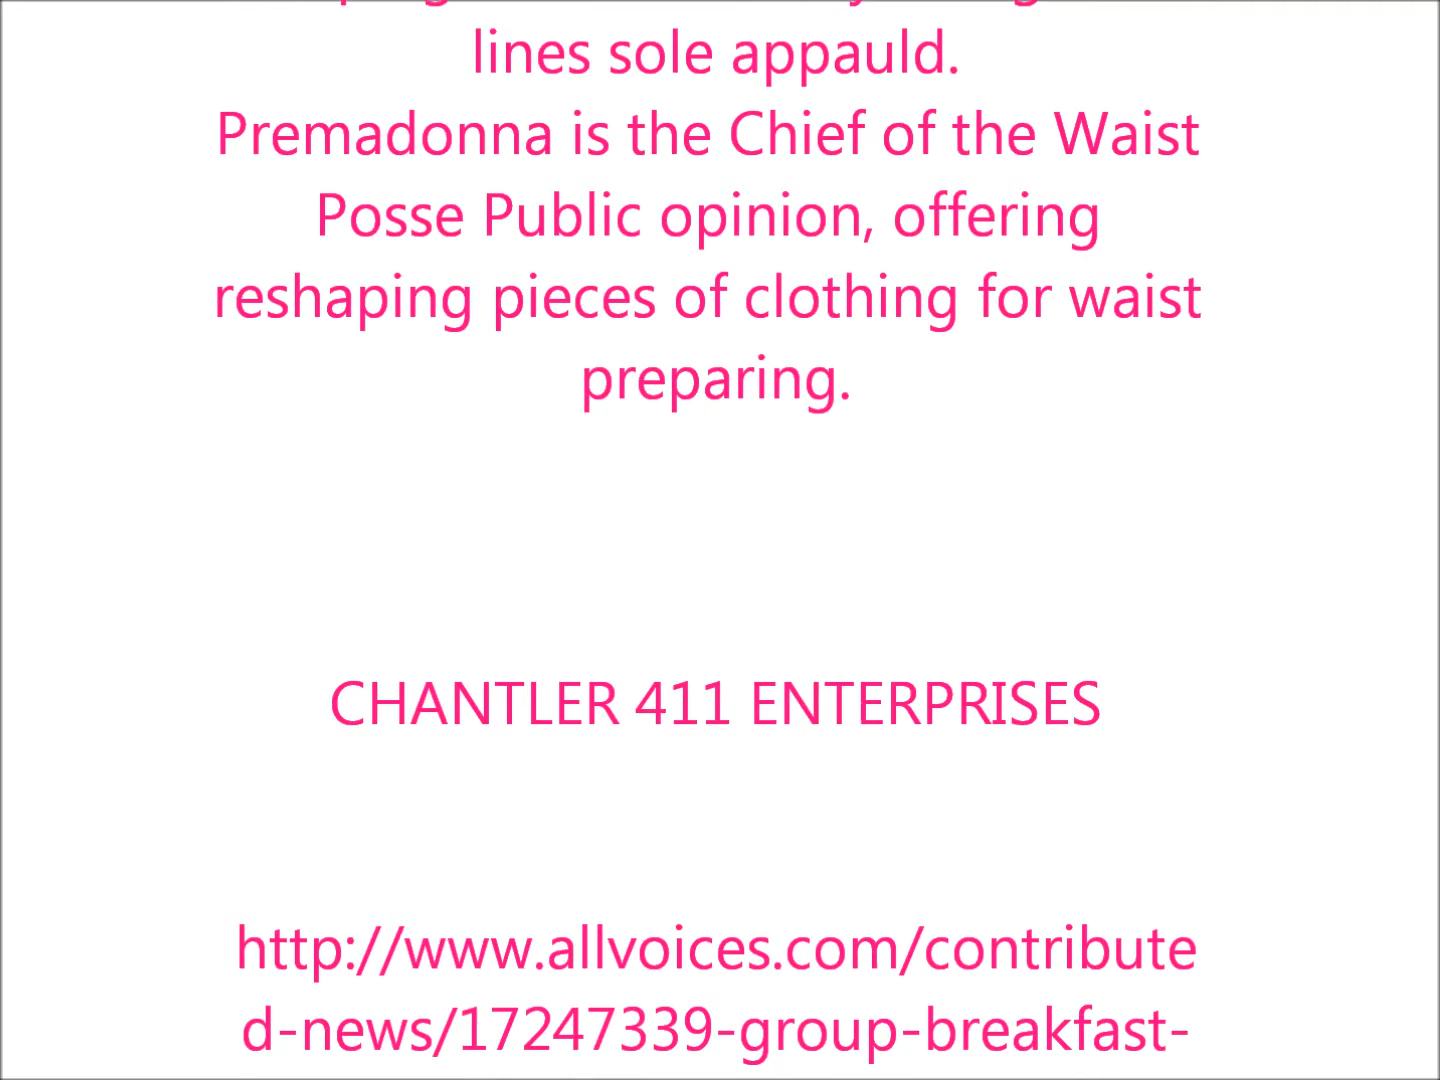 lines sole appauld.
Premadonna is the Chief of the Waist
Posse Public opinion, offering
reshaping pieces of clothing for waist
preparing.
CHANTLER 411 ENTERPRISES
http://www.allvoices.com/contribute
d-news/17247339-group-breakfast-